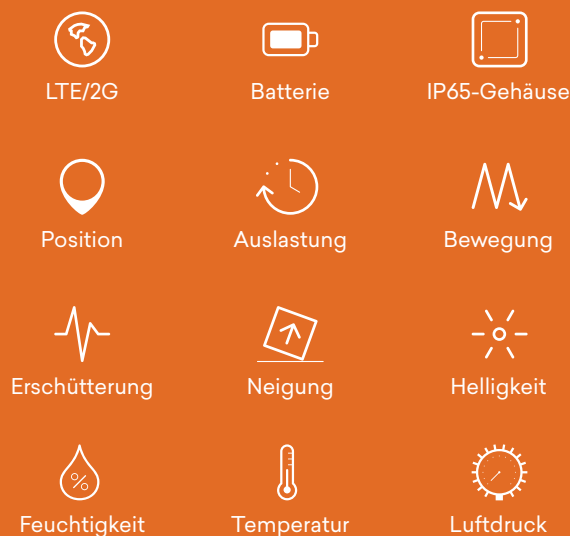 LTE/2G Batterie IP65-Gehäuse
Position Auslastung Bewegung
Erschütterung Neigung Helligkeit
%
Feuchtigkeit Temperatur Luftdruck